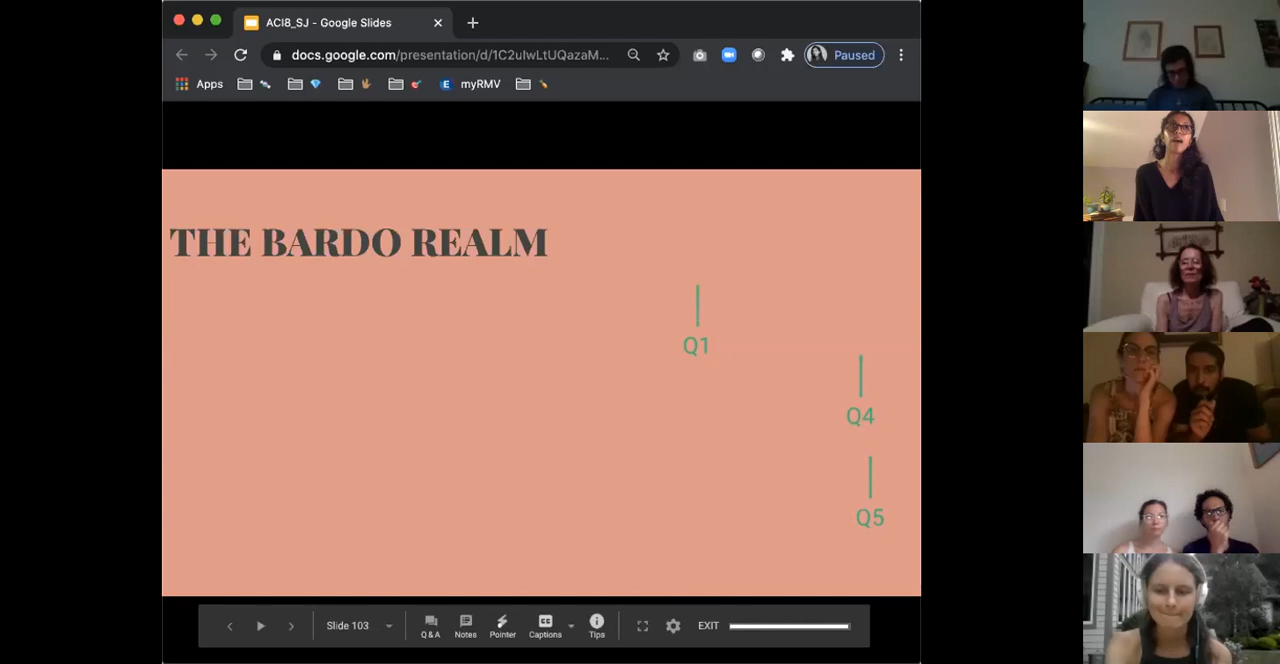 ACI8_SJ - Google Slides
docs.google.com/presentation/d/1C2uIwLtUQazaM...
Paused
Apps
myRMV
THE BARDO REALM
Q1
Q4
Q5
Slide 103
Q & A
Notes
Pointer
CC
Captions
Tips
EXIT